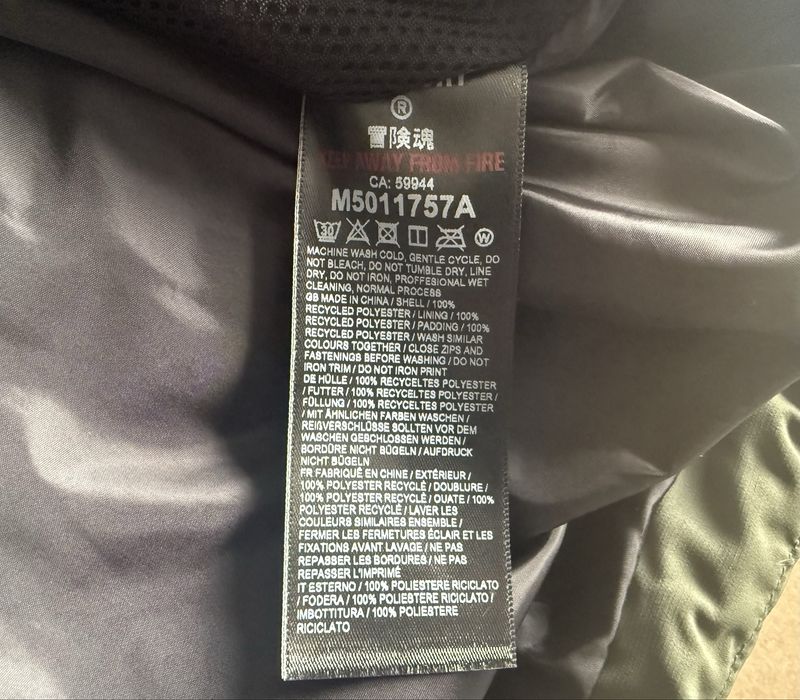 ®
冒険魂
KEEP AWAY FROM FIRE
CA: 59944
M5011757A
30 W
MACHINE WASH COLD, GENTLE CYCLE, DO
NOT BLEACH, DO NOT TUMBLE DRY, LINE
DRY, DO NOT IRON, PROFFESIONAL WET
CLEANING, NORMAL PROCESS
GB MADE IN CHINA / SHELL / 100%
RECYCLED POLYESTER / LINING / 100%
RECYCLED POLYESTER / PADDING / 100%
RECYCLED POLYESTER / WASH SIMILAR
COLOURS TOGETHER / CLOSE ZIPS AND
FASTENINGS BEFORE WASHING / DO NOT
IRON TRIM / DO NOT IRON PRINT
DE HÜLLE / 100% RECYCELTES POLYESTER
/ FUTTER / 100% RECYCELTES POLYESTER /
FÜLLUNG / 100% RECYCELTES POLYESTER
/ MIT ÄHNLICHEN FARBEN WASCHEN /
REIßVERSCHLÜSSE SOLLTEN VOR DEM
WASCHEN GESCHLOSSEN WERDEN /
BORDÜRE NICHT BÜGELN / AUFDRUCK
NICHT BÜGELN
FR FABRIQUÉ EN CHINE / EXTÉRIEUR /
100% POLYESTER RECYCLÉ / DOUBLURE /
100% POLYESTER RECYCLÉ / OUATE / 100%
POLYESTER RECYCLÉ / LAVER LES
COULEURS SIMILAIRES ENSEMBLE /
FERMER LES FERMETURES ÉCLAIR ET LES
FIXATIONS AVANT LAVAGE / NE PAS
REPASSER LES BORDURES / NE PAS
REPASSER L'IMPRIMÉ
IT ESTERNO / 100% POLIESTERE RICICLATO
/ FODERA / 100% POLIESTERE RICICLATO /
IMBOTTITURA / 100% POLIESTERE
RICICLATO